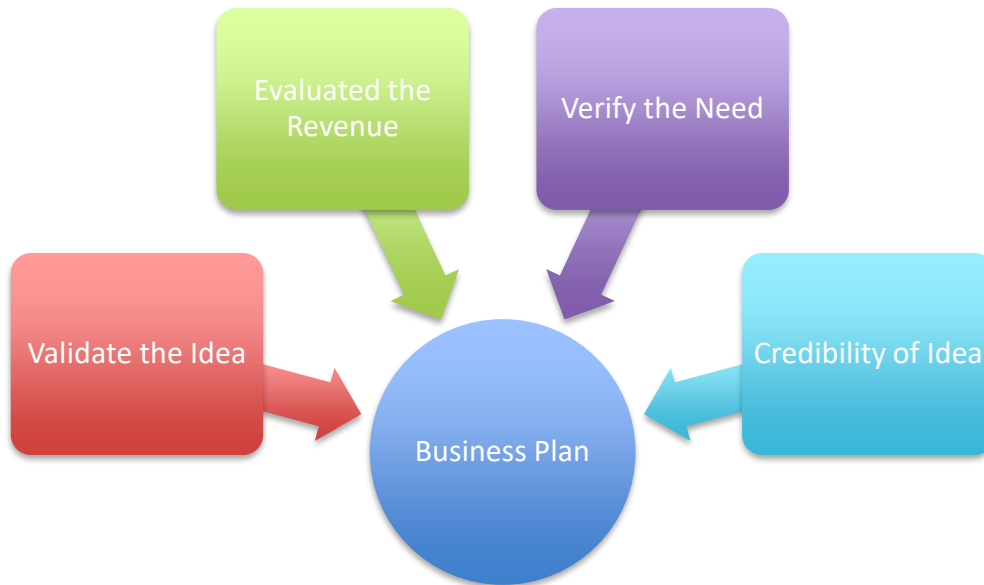 Evaluated the
Revenue
Verify the Need
Validate the Idea
Credibility of Idea
Business Plan